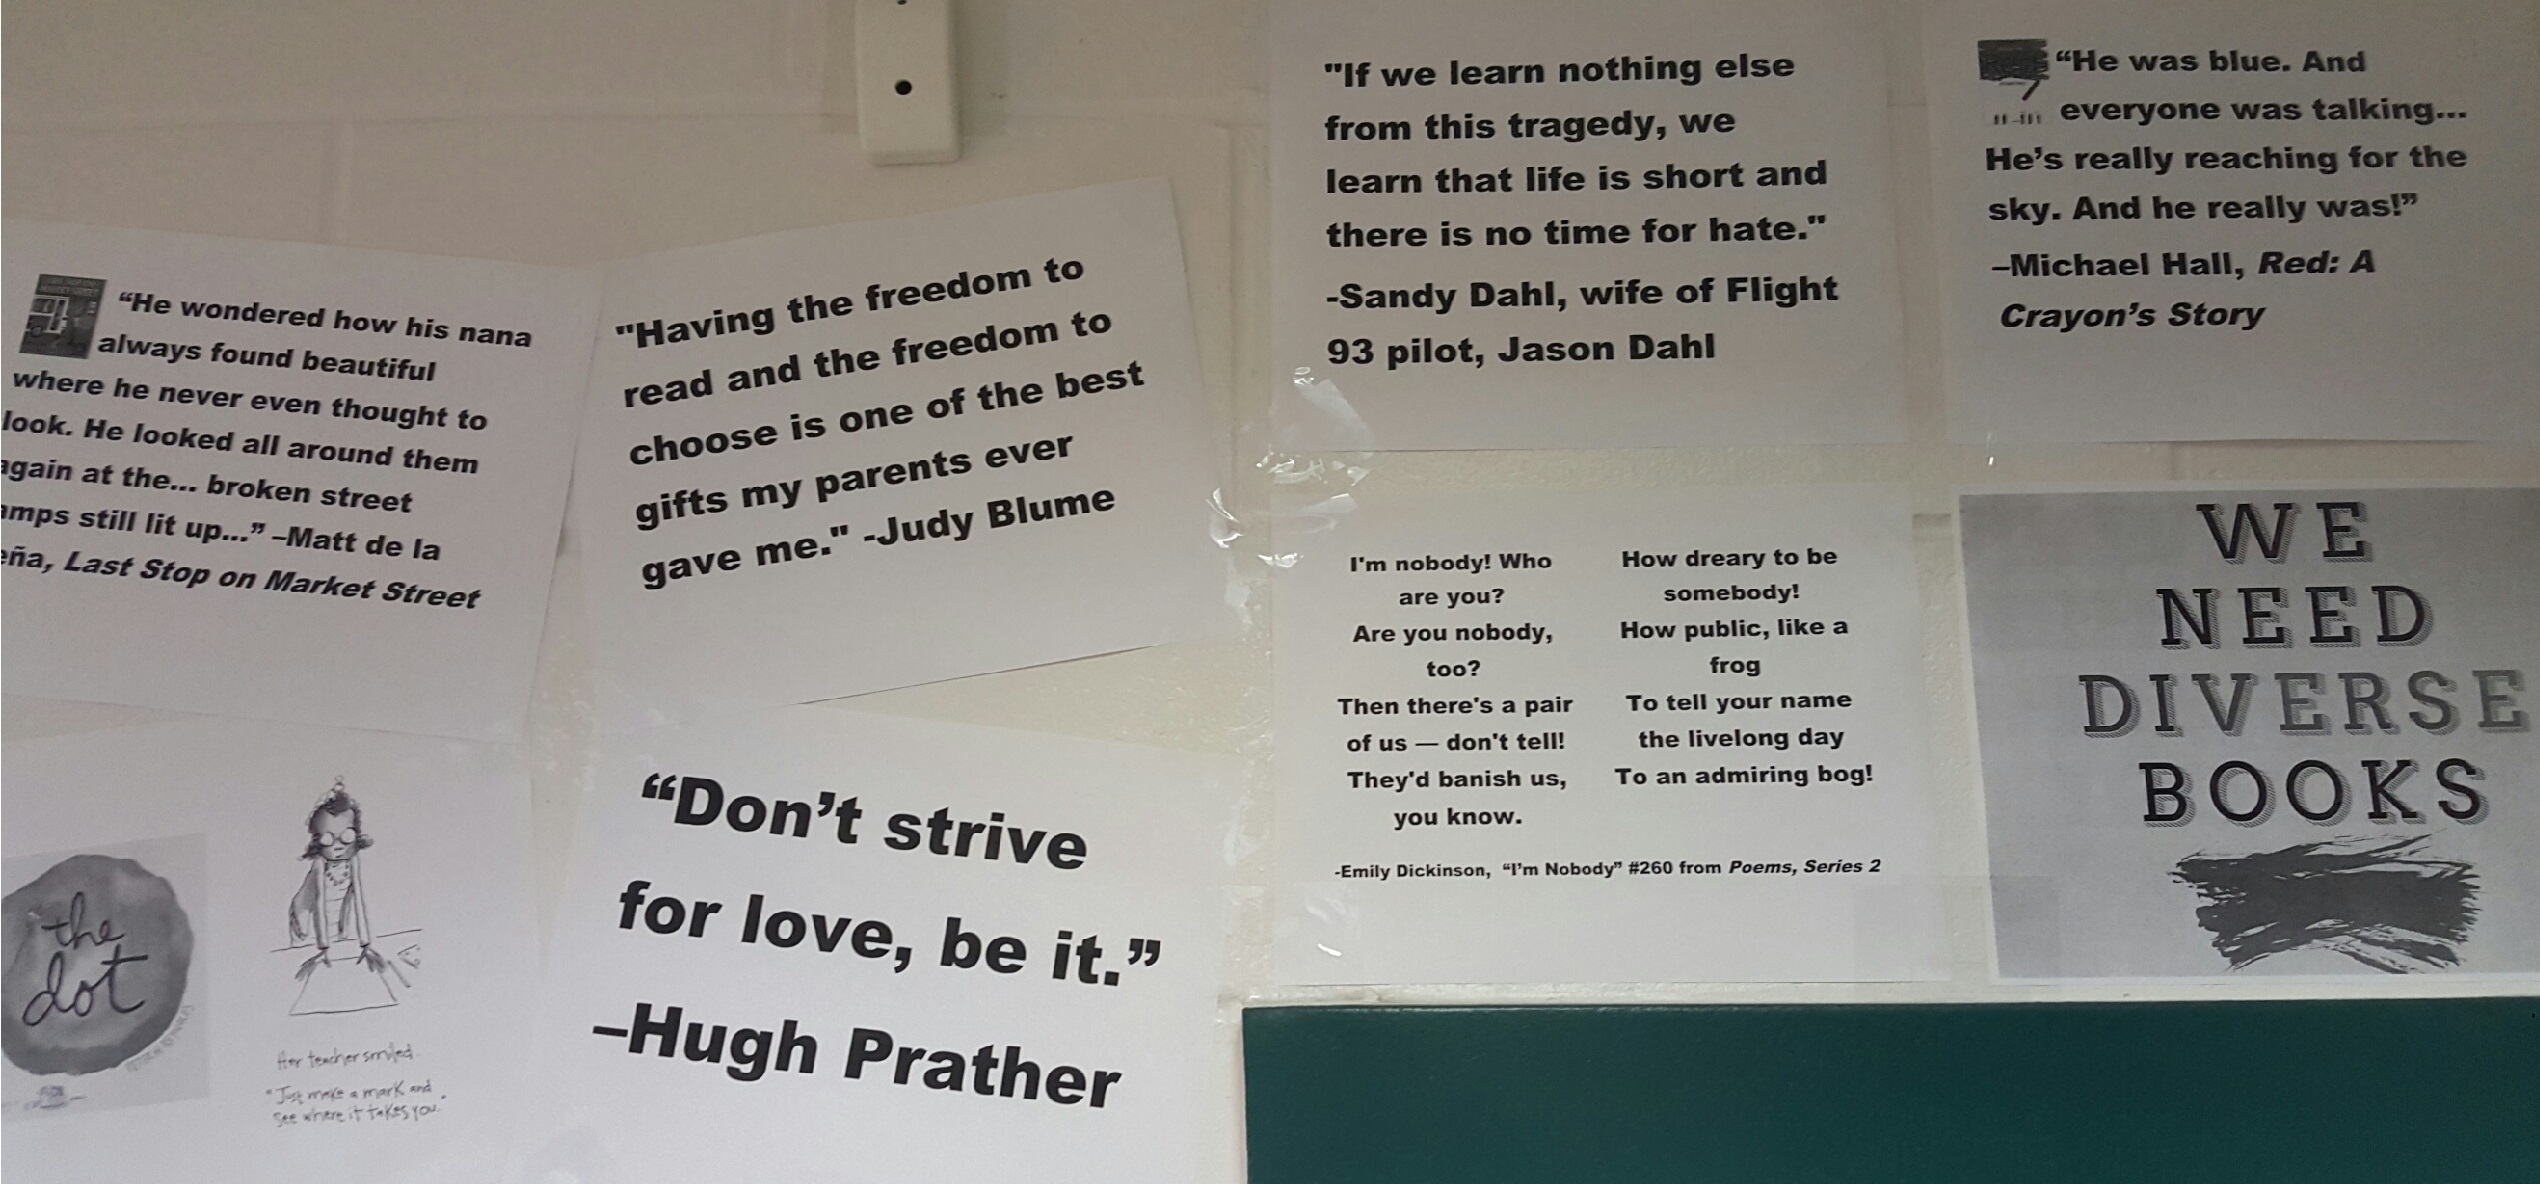 “He wondered how his nana
always found beautiful
where he never even thought to
look. He looked all around them
again at the... broken street
amps still lit up...” –Matt de la
eña, Last Stop on Market Street
"Having the freedom to
read and the freedom to
choose is one of the best
gifts my parents ever
gave me." -Judy Blume
"If we learn nothing else
from this tragedy, we
learn that life is short and
there is no time for hate."
-Sandy Dahl, wife of Flight
93 pilot, Jason Dahl
“He was blue. And
everyone was talking...
He’s really reaching for the
sky. And he really was!”
–Michael Hall, Red: A
Crayon’s Story
the
dot
Her teacher smiled.
"Just make a mark and
see where it takes you."
“Don’t strive
for love, be it.”
–Hugh Prather
I'm nobody! Who
are you?
Are you nobody,
too?
Then there's a pair
of us — don't tell!
They'd banish us,
you know.
How dreary to be
somebody!
How public, like a
frog
To tell your name
the livelong day
To an admiring bog!
-Emily Dickinson, “I’m Nobody” #260 from Poems, Series 2
WE
NEED
DIVERSE
BOOKS